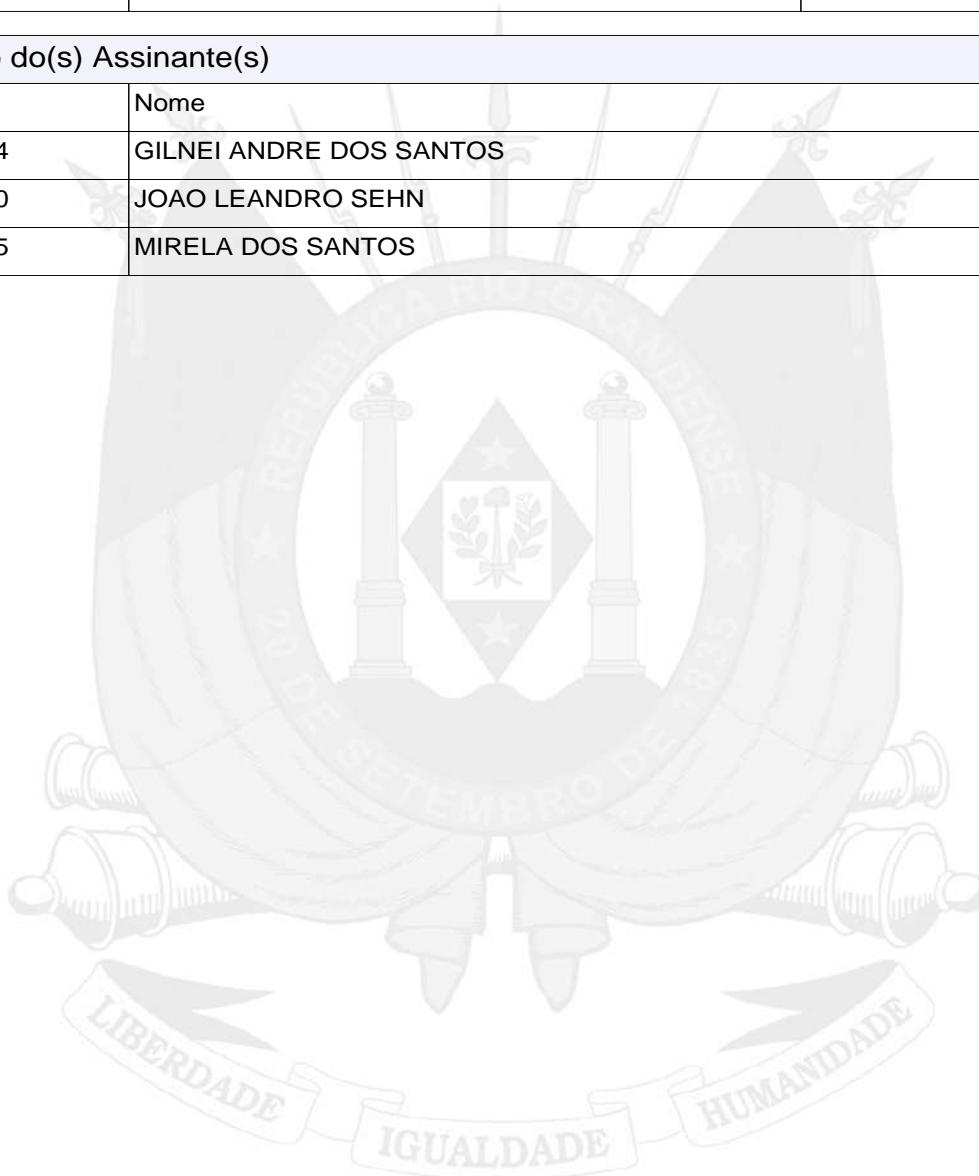 do(s) Assinante(s)
Nome
4 GILNEI ANDRE DOS SANTOS
0 JOAO LEANDRO SEHN
5 MIRELA DOS SANTOS
REPÚBLICA RIO-GRANDENSE
20 DE SETEMBRO DE 1835
LIBERDADE IGUALDADE HUMANIDADE